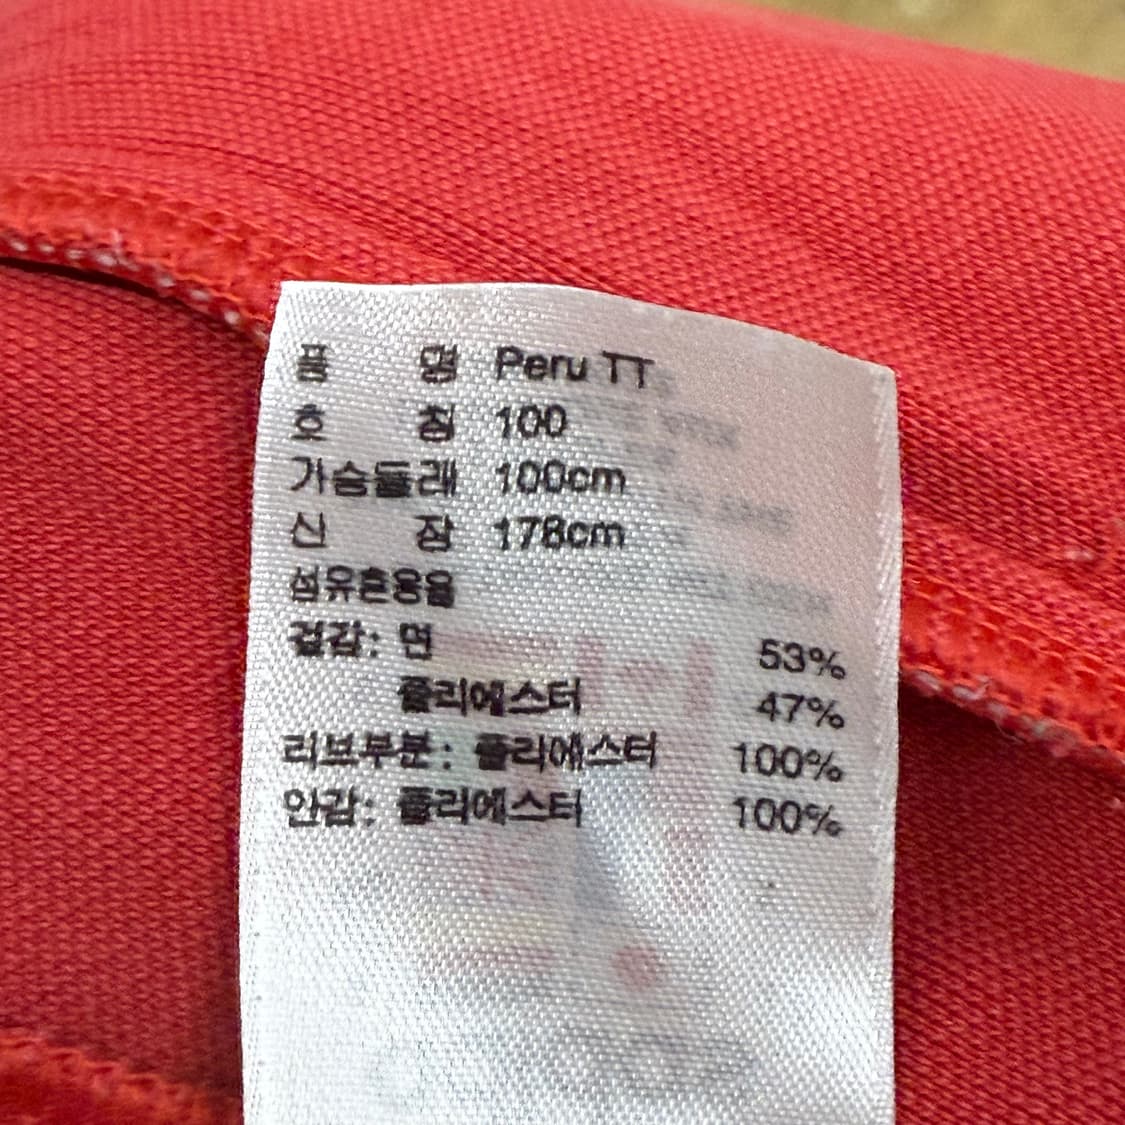 품 명 Peru TT
호 칭 100
가슴둘래 100cm
신 장 178cm
섬유혼용율
겉감: 면 53%
폴리에스터 47%
리브부분: 폴리에스터 100%
안감: 폴리에스터 100%